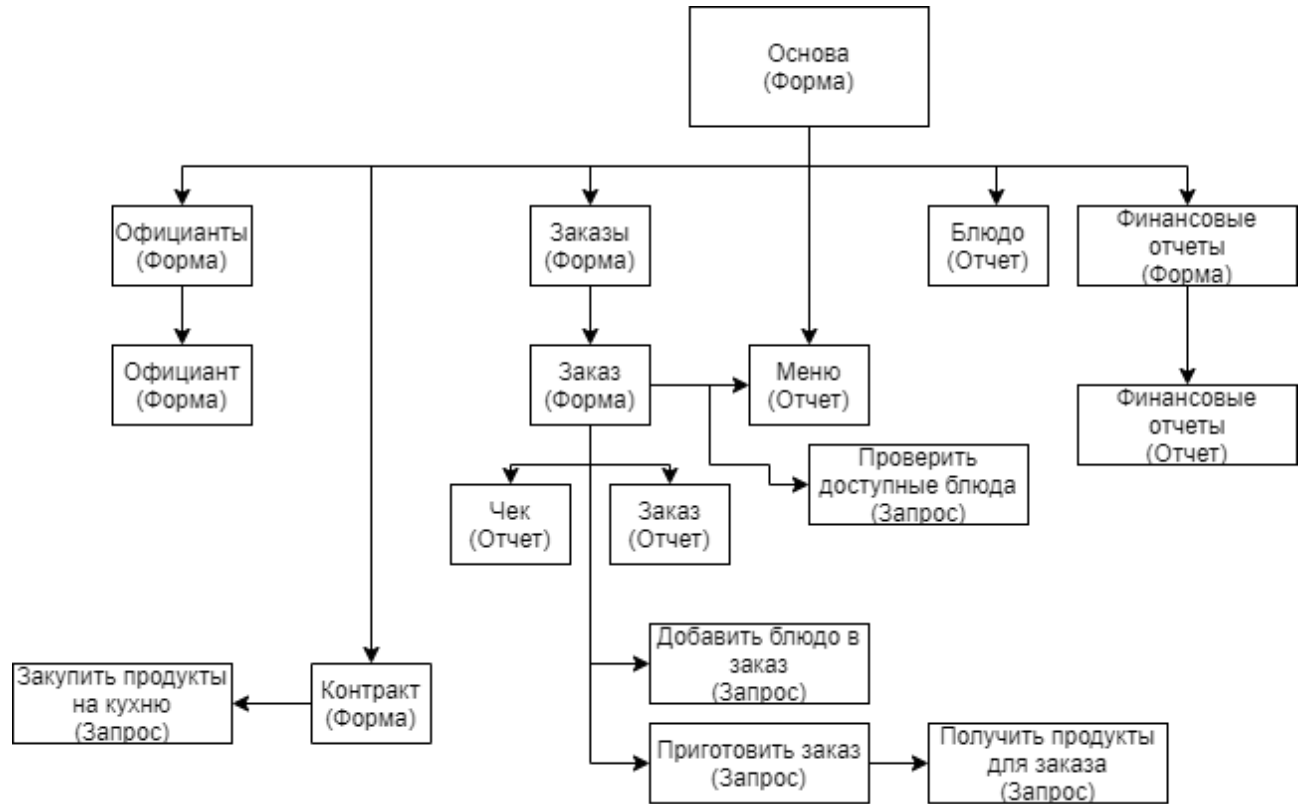 Основа
(Форма)
Официанты
(Форма)
Заказы
(Форма)
Блюдо
(Отчет)
Финансовые
отчеты
(Форма)
Официант
(Форма)
Заказ
(Форма)
Меню
(Отчет)
Финансовые
отчеты
(Отчет)
Проверить
доступные блюда
(Запрос)
Чек
(Отчет)
Заказ
(Отчет)
Добавить блюдо в
заказ
(Запрос)
Закупить продукты
на кухню
(Запрос)
Контракт
(Форма)
Приготовить заказ
(Запрос)
Получить продукты
для заказа
(Запрос)